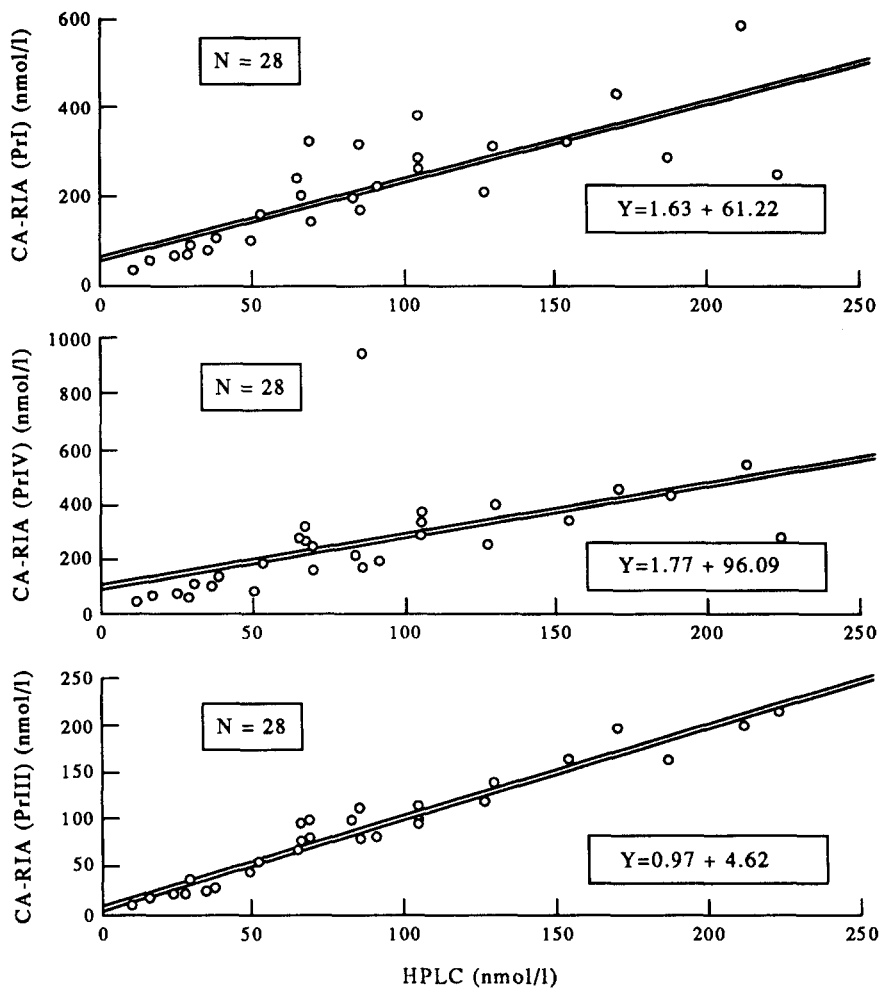 CA-RIA (PrI) (nmol/l)
600
400
200
0
N = 28
Y=1.63 + 61.22
0 50 100 150 200 250
CA-RIA (PrIV) (nmol/l)
1000
800
600
400
200
0
N = 28
Y=1.77 + 96.09
0 50 100 150 200 250
CA-RIA (PrIII) (nmol/l)
250
200
150
100
50
0
N = 28
Y=0.97 + 4.62
0 50 100 150 200 250
HPLC (nmol/l)